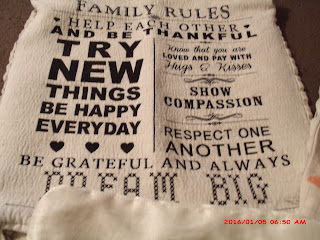 FAMILY RULES
HELP EACH OTHER
AND BE THANKFUL
TRY
NEW
THINGS
BE HAPPY
EVERYDAY
Know that you are
LOVED AND PAY WITH
Hugs & Kisses
SHOW
COMPASSION
RESPECT ONE
ANOTHER
BE GRATEFUL AND ALWAYS
DREAM BIG
2016/01/05 06:50 AM